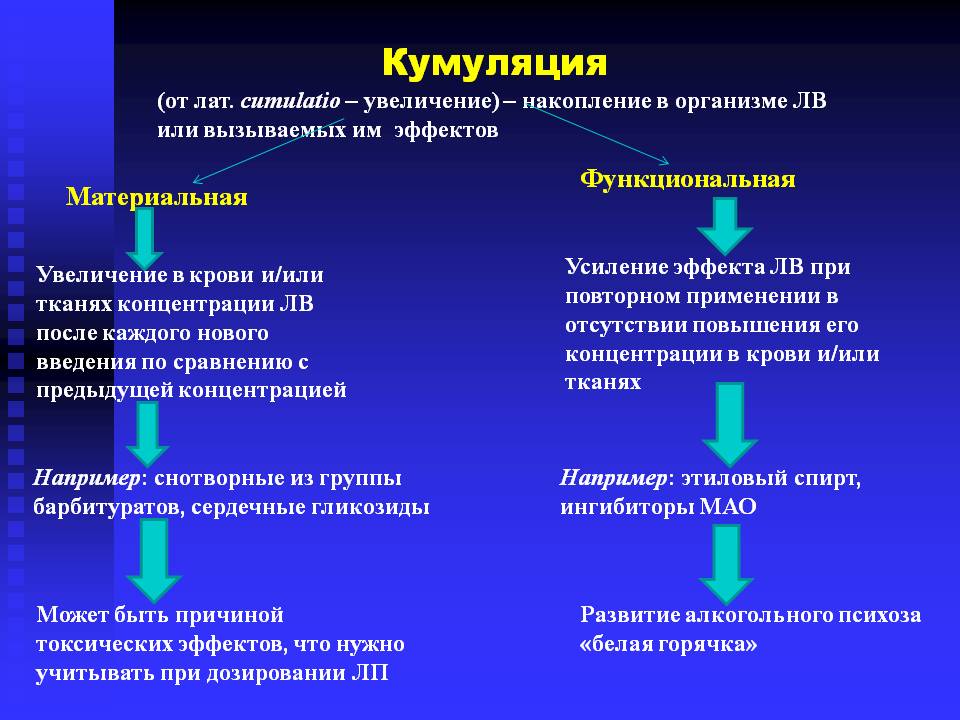 Кумуляция
(от лат. cumulatio – увеличение) – накопление в организме ЛВ
или вызываемых им эффектов
Материальная
Увеличение в крови и/или
тканях концентрации ЛВ
после каждого нового
введения по сравнению с
предыдущей концентрацией
Например: снотворные из группы
барбитуратов, сердечные гликозиды
Может быть причиной
токсических эффектов, что нужно
учитывать при дозировании ЛП
Функциональная
Усиление эффекта ЛВ при
повторном применении в
отсутствии повышения его
концентрации в крови и/или
тканях
Например: этиловый спирт,
ингибиторы МАО
Развитие алкогольного психоза
«белая горячка»